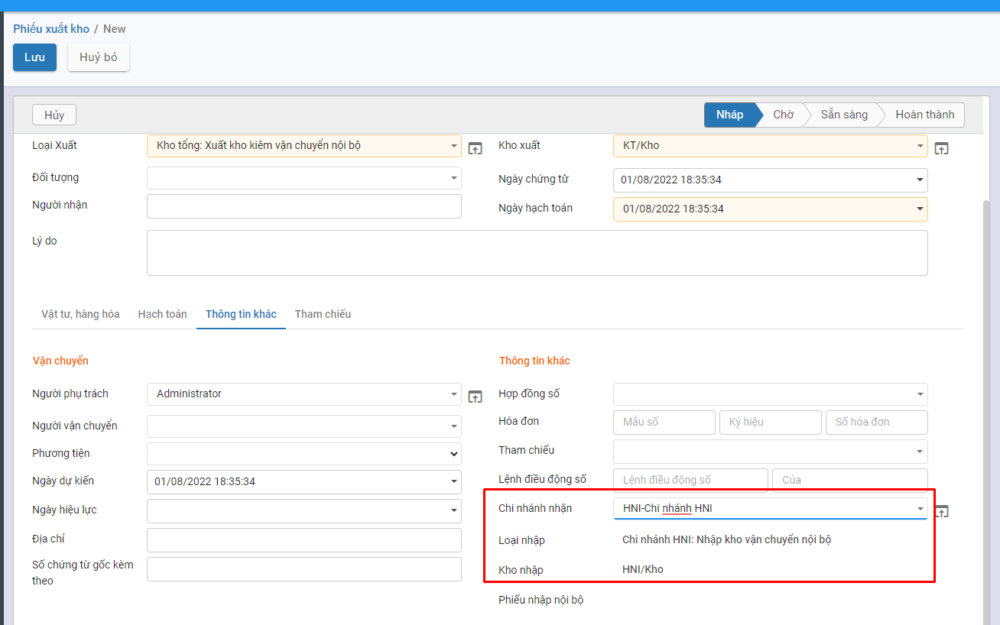 Phiếu xuất kho / New
Lưu Huỷ bỏ
Hủy Nháp Chờ Sẵn sàng Hoàn thành
Loại Xuất Kho tổng: Xuất kho kiêm vận chuyển nội bộ Kho xuất KT/Kho
Đối tượng Ngày chứng từ 01/08/2022 18:35:34
Người nhận Ngày hạch toán 01/08/2022 18:35:34
Lý do
Vật tư, hàng hóa Hạch toán Thông tin khác Tham chiếu
Vận chuyển Thông tin khác
Người phụ trách Administrator Hợp đồng số
Người vận chuyển Hóa đơn Mẫu số Ký hiệu Số hóa đơn
Phương tiện Tham chiếu
Ngày dự kiến 01/08/2022 18:35:34 Lệnh điều động số Lệnh điều động số Của
Ngày hiệu lực Chi nhánh nhận HNI-Chi nhánh HNI
Địa chỉ Loại nhập Chi nhánh HNI: Nhập kho vận chuyển nội bộ
Số chứng từ gốc kèm theo Kho nhập HNI/Kho
Phiếu nhập nội bộ